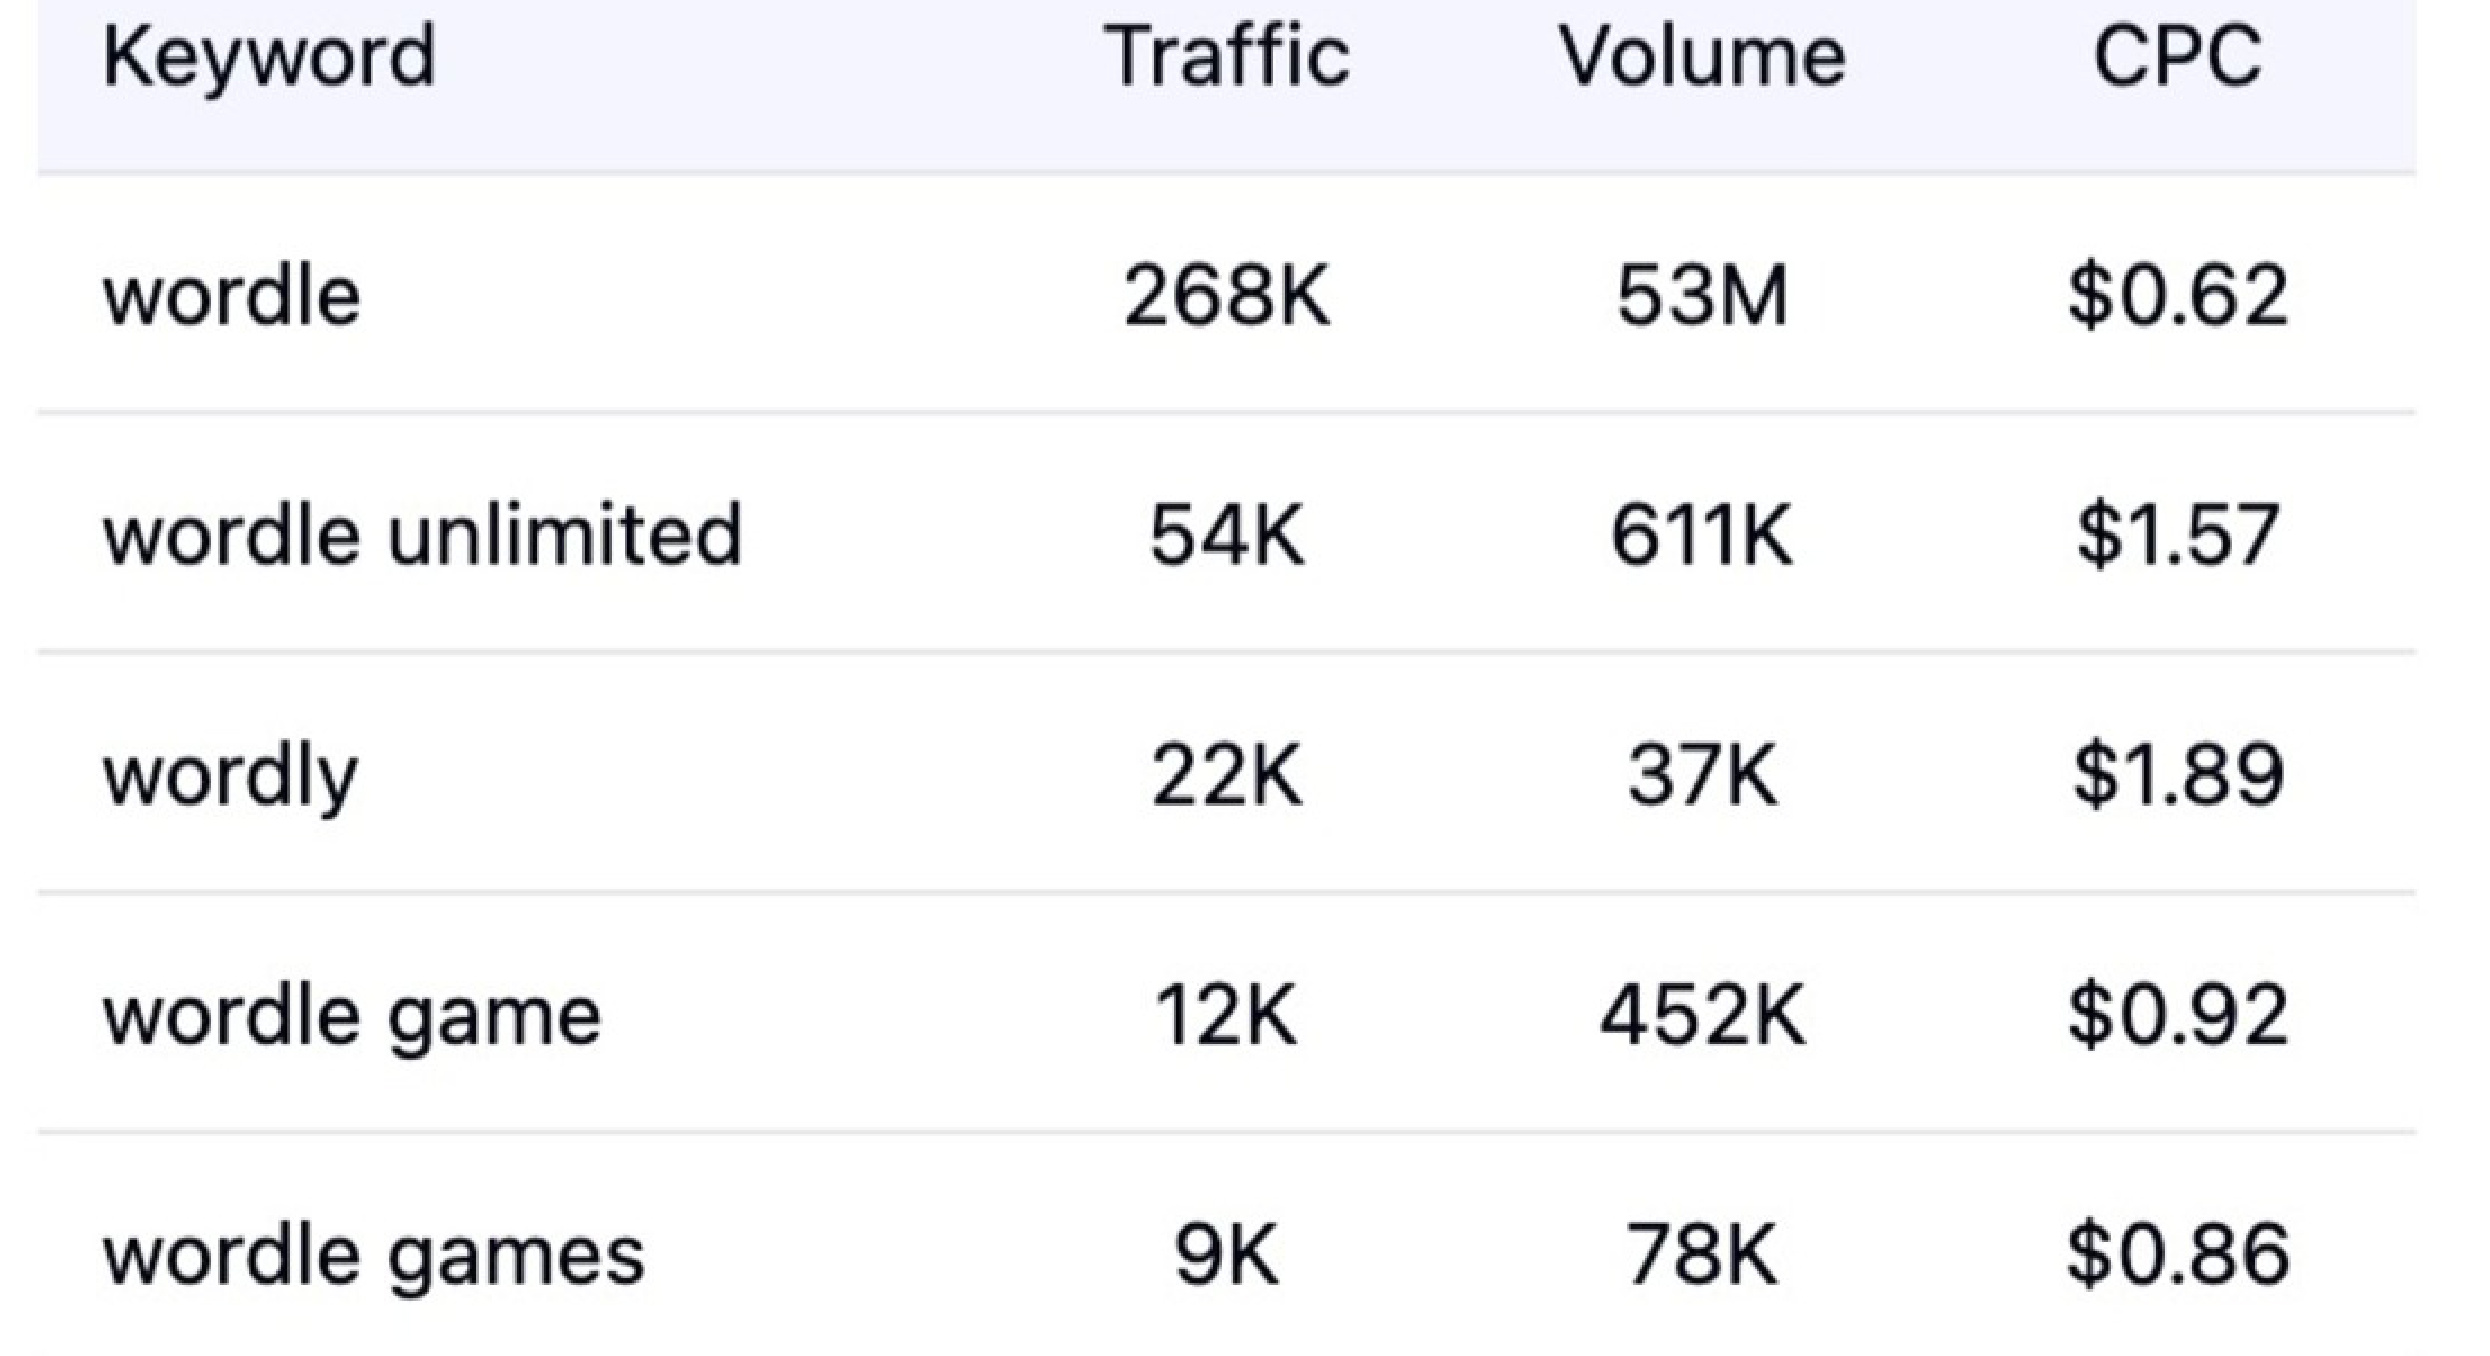 Keyword Traffic Volume CPC
wordle 268K 53M $0.62
wordle unlimited 54K 611K $1.57
wordly 22K 37K $1.89
wordle game 12K 452K $0.92
wordle games 9K 78K $0.86